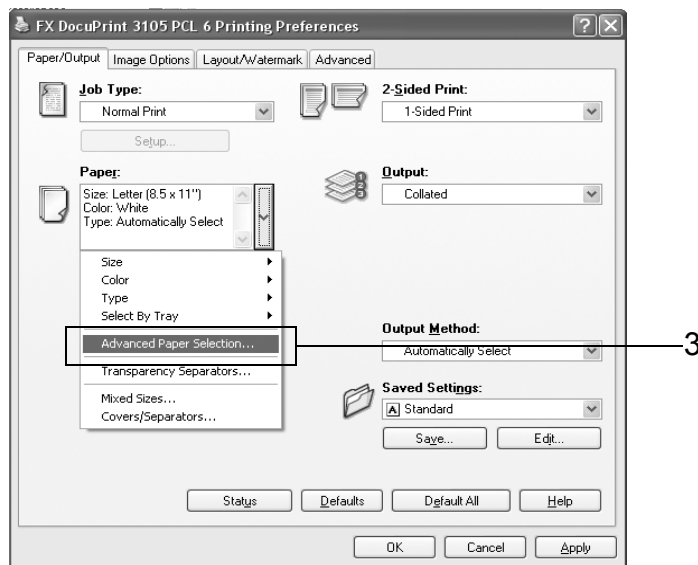 FX DocuPrint 3105 PCL 6 Printing Preferences
Paper/Output
Image Options
Layout/Watermark
Advanced
Job Type:
Normal Print
Setup...
Paper:
Size: Letter (8.5 x 11")
Color: White
Type: Automatically Select
Size
Color
Type
Select By Tray
Advanced Paper Selection...
Transparency Separators...
Mixed Sizes...
Covers/Separators...
2-Sided Print:
1-Sided Print
Output:
1
2
3
Collated
Output Method:
Automatically Select
3
Saved Settings:
A Standard
Save...
Edit...
Status
Defaults
Default All
Help
OK
Cancel
Apply